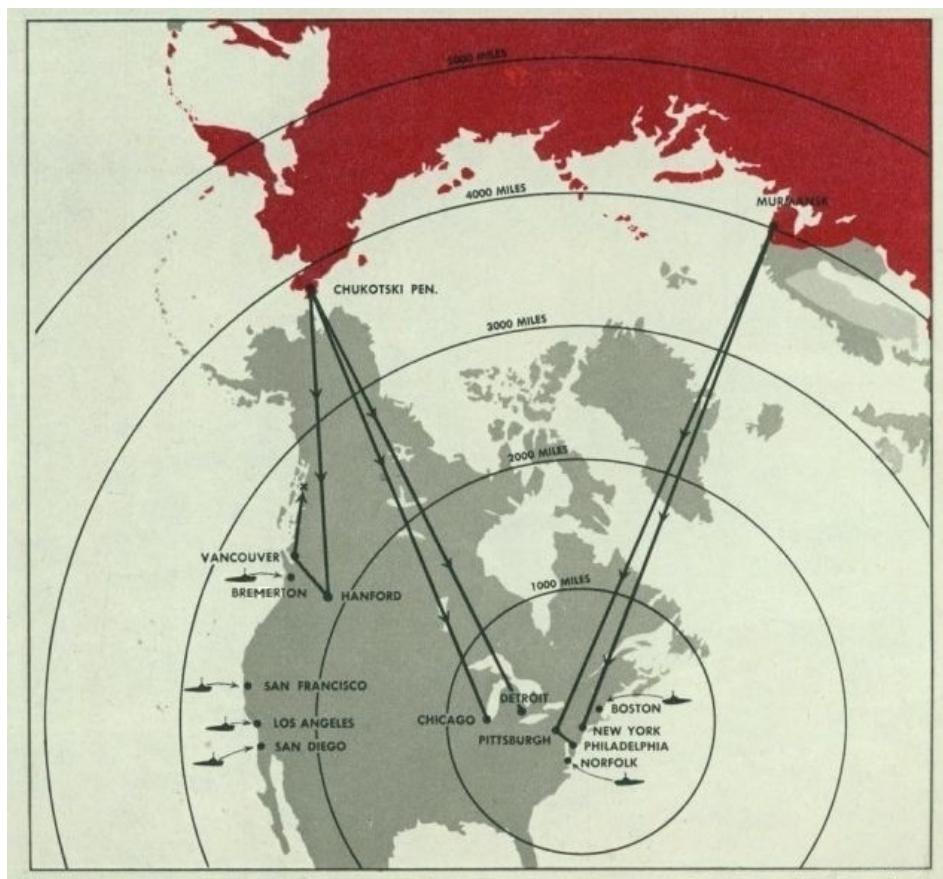 5000 MILES
4000 MILES
MURMANSK
CHUKOTSKI PEN.
3000 MILES
2000 MILES
VANCOUVER
1000 MILES
BREMERTON
HANFORD
SAN FRANCISCO
DETROIT
BOSTON
CHICAGO
LOS ANGELES
NEW YORK
PITTSBURGH
PHILADELPHIA
SAN DIEGO
NORFOLK